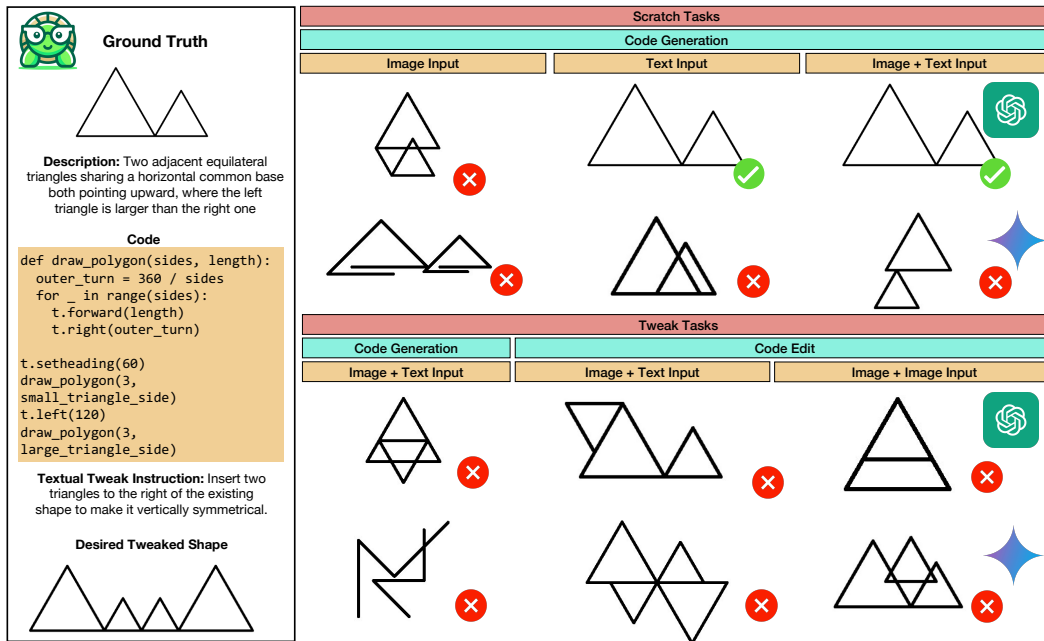 Ground Truth
Description: Two adjacent equilateral
triangles sharing a horizontal common base
both pointing upward, where the left
triangle is larger than the right one
Code
def draw_polygon(sides, length):
  outer_turn = 360 / sides
  for _ in range(sides):
    t.forward(length)
    t.right(outer_turn)
t.setheading(60)
draw_polygon(3,
small_triangle_side)
t.left(120)
draw_polygon(3,
large_triangle_side)
Textual Tweak Instruction: Insert two
triangles to the right of the existing
shape to make it vertically symmetrical.
Desired Tweaked Shape
Scratch Tasks
Code Generation
Image Input
Text Input
Image + Text Input
Tweak Tasks
Code Generation
Code Edit
Image + Text Input
Image + Text Input
Image + Image Input